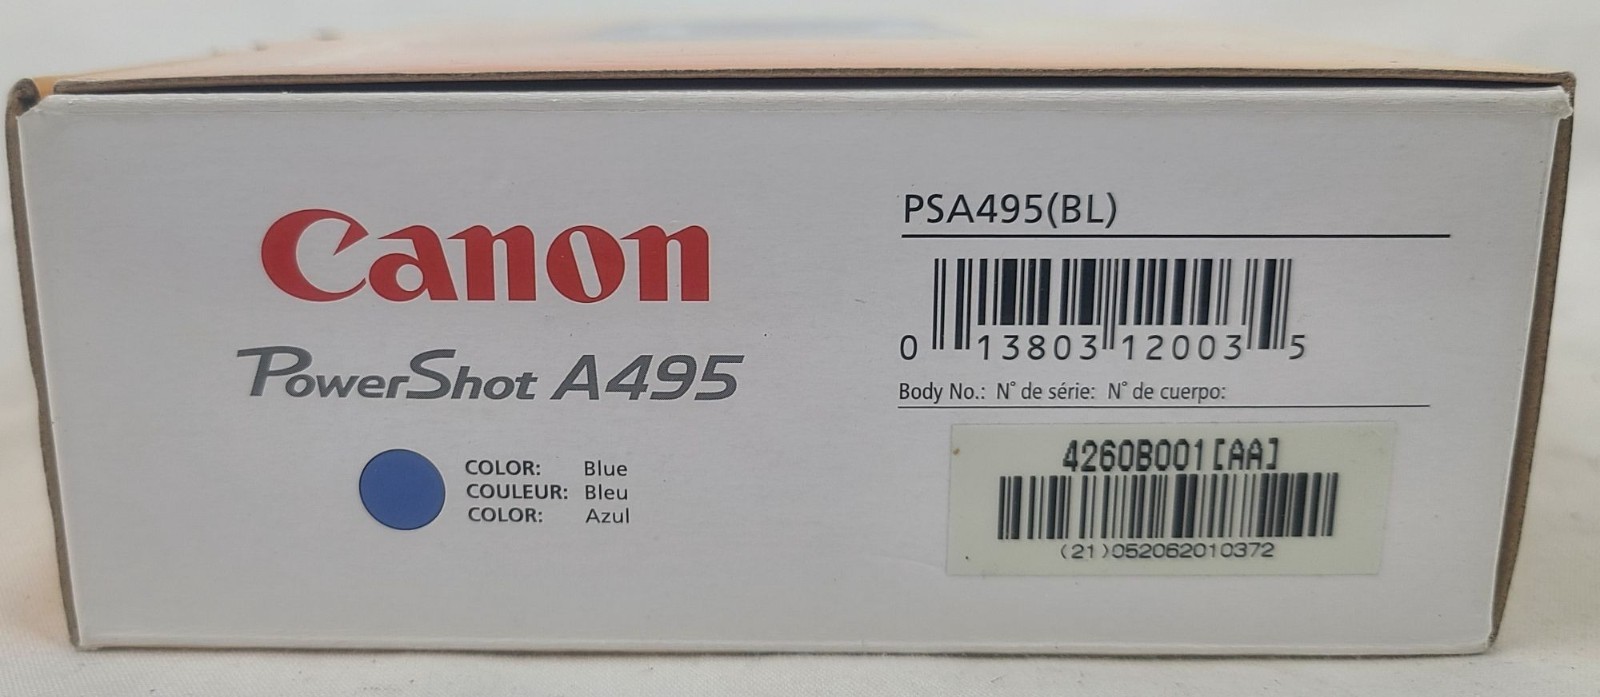 Canon
PowerShot A495
COLOR: Blue
COULEUR: Bleu
COLOR: Azul
PSA495(BL)
0 13803 12003 5
Body No.: N° de série: N° de cuerpo:
4260B001[AA]
(21)052062010372